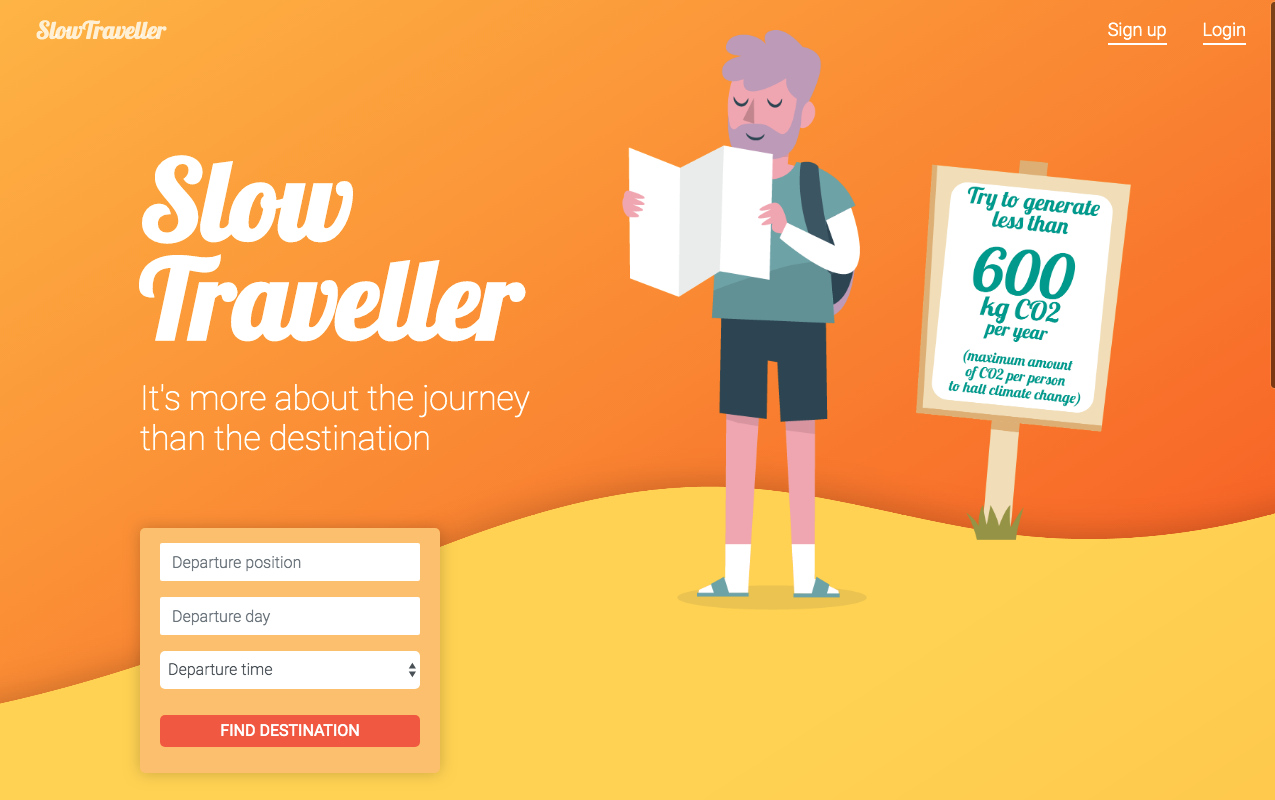 SlowTraveller
Sign up
Login
Slow
Traveller
It's more about the journey
than the destination
Try to generate
less than
600
kg CO2
per year
(maximum amount
of CO2 per person
to halt climate change)
Departure position
Departure day
Departure time
FIND DESTINATION